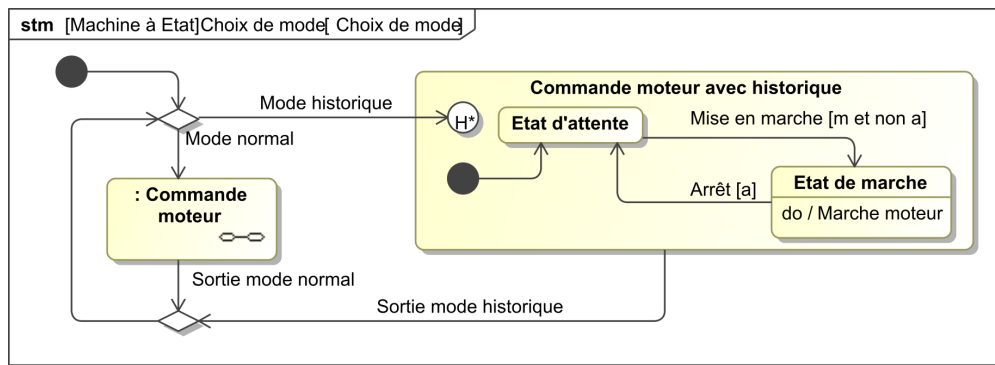 stm [Machine à Etat]Choix de mode[ Choix de mode]
Commande moteur avec historique
Mode historique
H*
Etat d'attente
Mise en marche [m et non a]
Mode normal
: Commande
moteur
Arrêt [a]
Etat de marche
do / Marche moteur
Sortie mode normal
Sortie mode historique